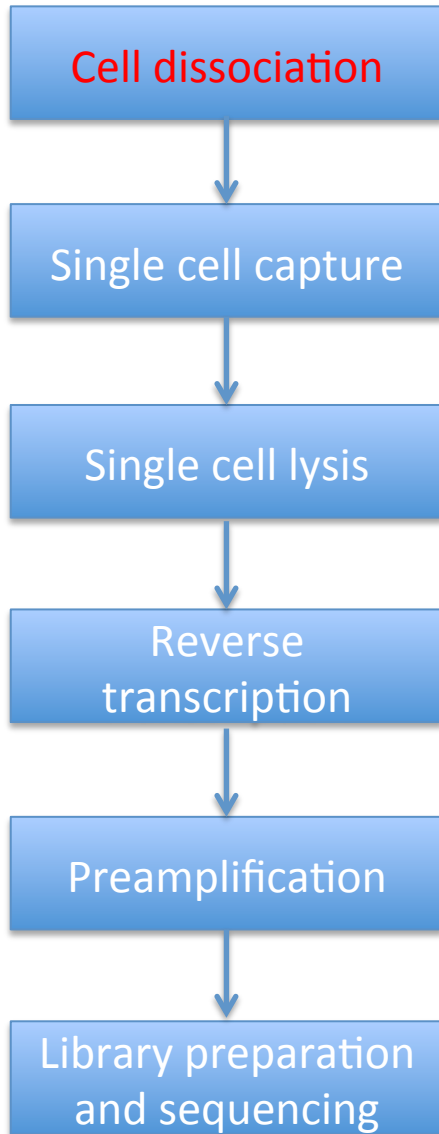 Cell dissociation
Single cell capture
Single cell lysis
Reverse
transcription
Preamplification
Library preparation
and sequencing